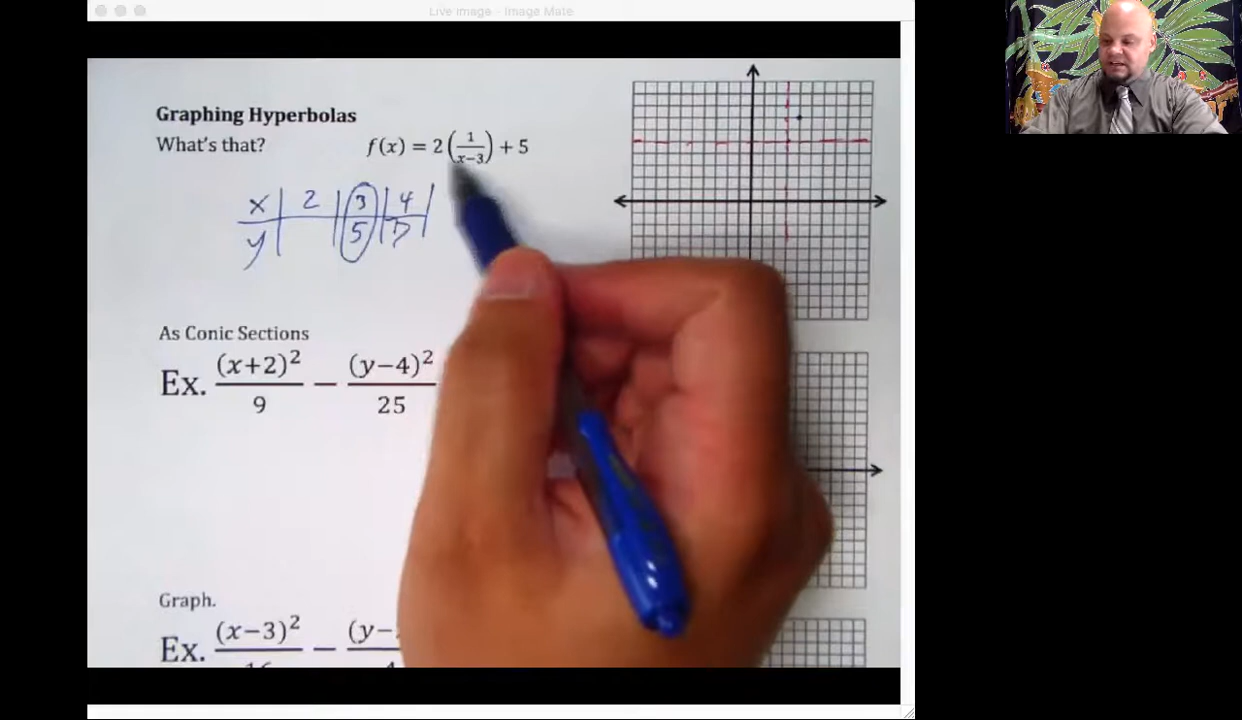 Live image - Image Mate
Graphing Hyperbolas
What's that? f(x) = 2(1/(x−3)) + 5
x | 2 | 3 | 4
y | | 5 | 7
As Conic Sections
Ex. (x+2)²/9 − (y−4)²/25
Graph.
Ex. (x−3)²/16 − (y−